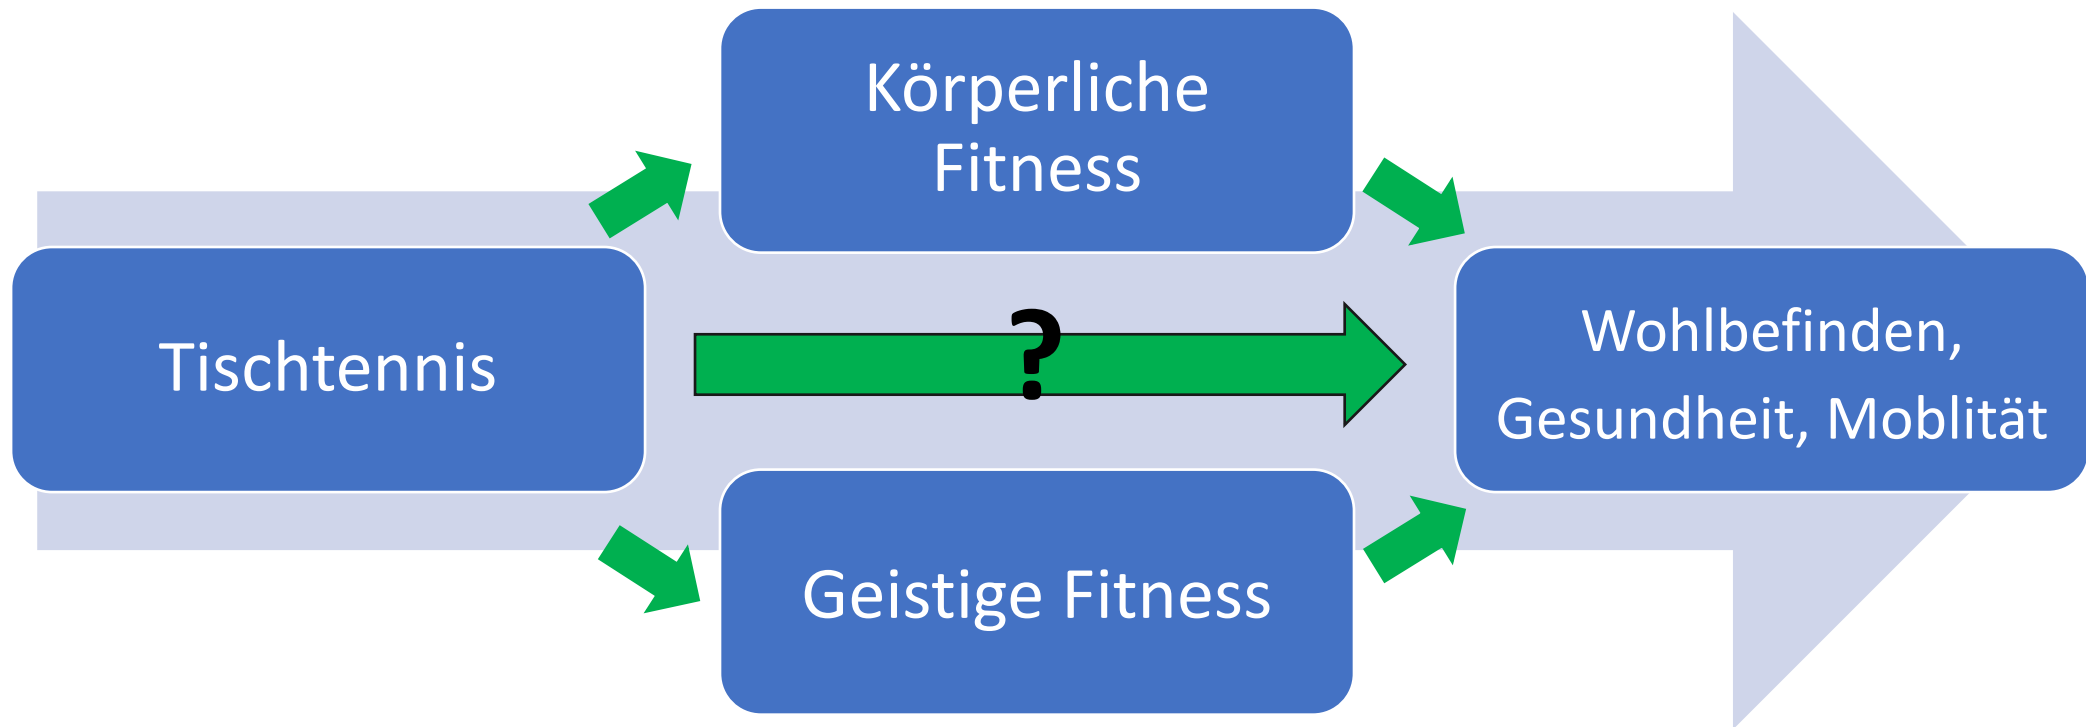 Körperliche
Fitness
Tischtennis
?
Wohlbefinden,
Gesundheit, Moblität
Geistige Fitness